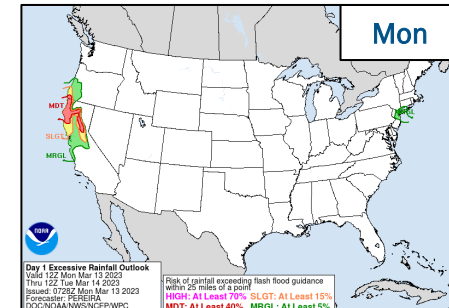 Mon
MDT
SLGT
MRGL
MRGL
NOAA
Day 1 Excessive Rainfall Outlook
Valid 12Z Mon Mar 13 2023
Thru 12Z Tue Mar 14 2023
Issued: 0728Z Mon Mar 13 2023
Forecaster: PEREIRA
DOC/NOAA/NWS/NCEP/WPC
Risk of rainfall exceeding flash flood guidance
within 25 miles of a point
HIGH: At Least 70% SLGT: At Least 15%
MDT: At Least 40% MRGL: At Least 5%